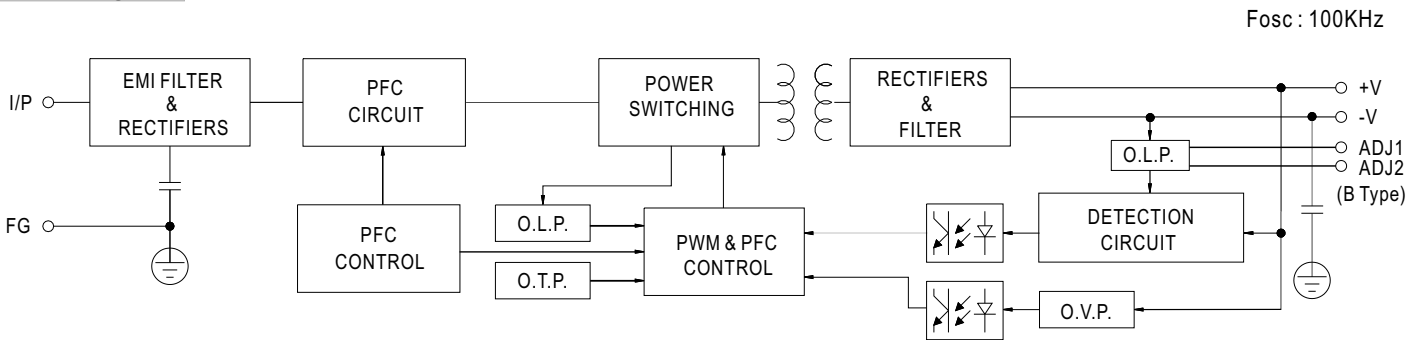 Fosc : 100KHz
I/P
EMI FILTER
&
RECTIFIERS
PFC
CIRCUIT
POWER
SWITCHING
RECTIFIERS
&
FILTER
+V
-V
O.L.P.
ADJ1
ADJ2
(B Type)
FG
PFC
CONTROL
O.L.P.
O.T.P.
PWM & PFC
CONTROL
DETECTION
CIRCUIT
O.V.P.